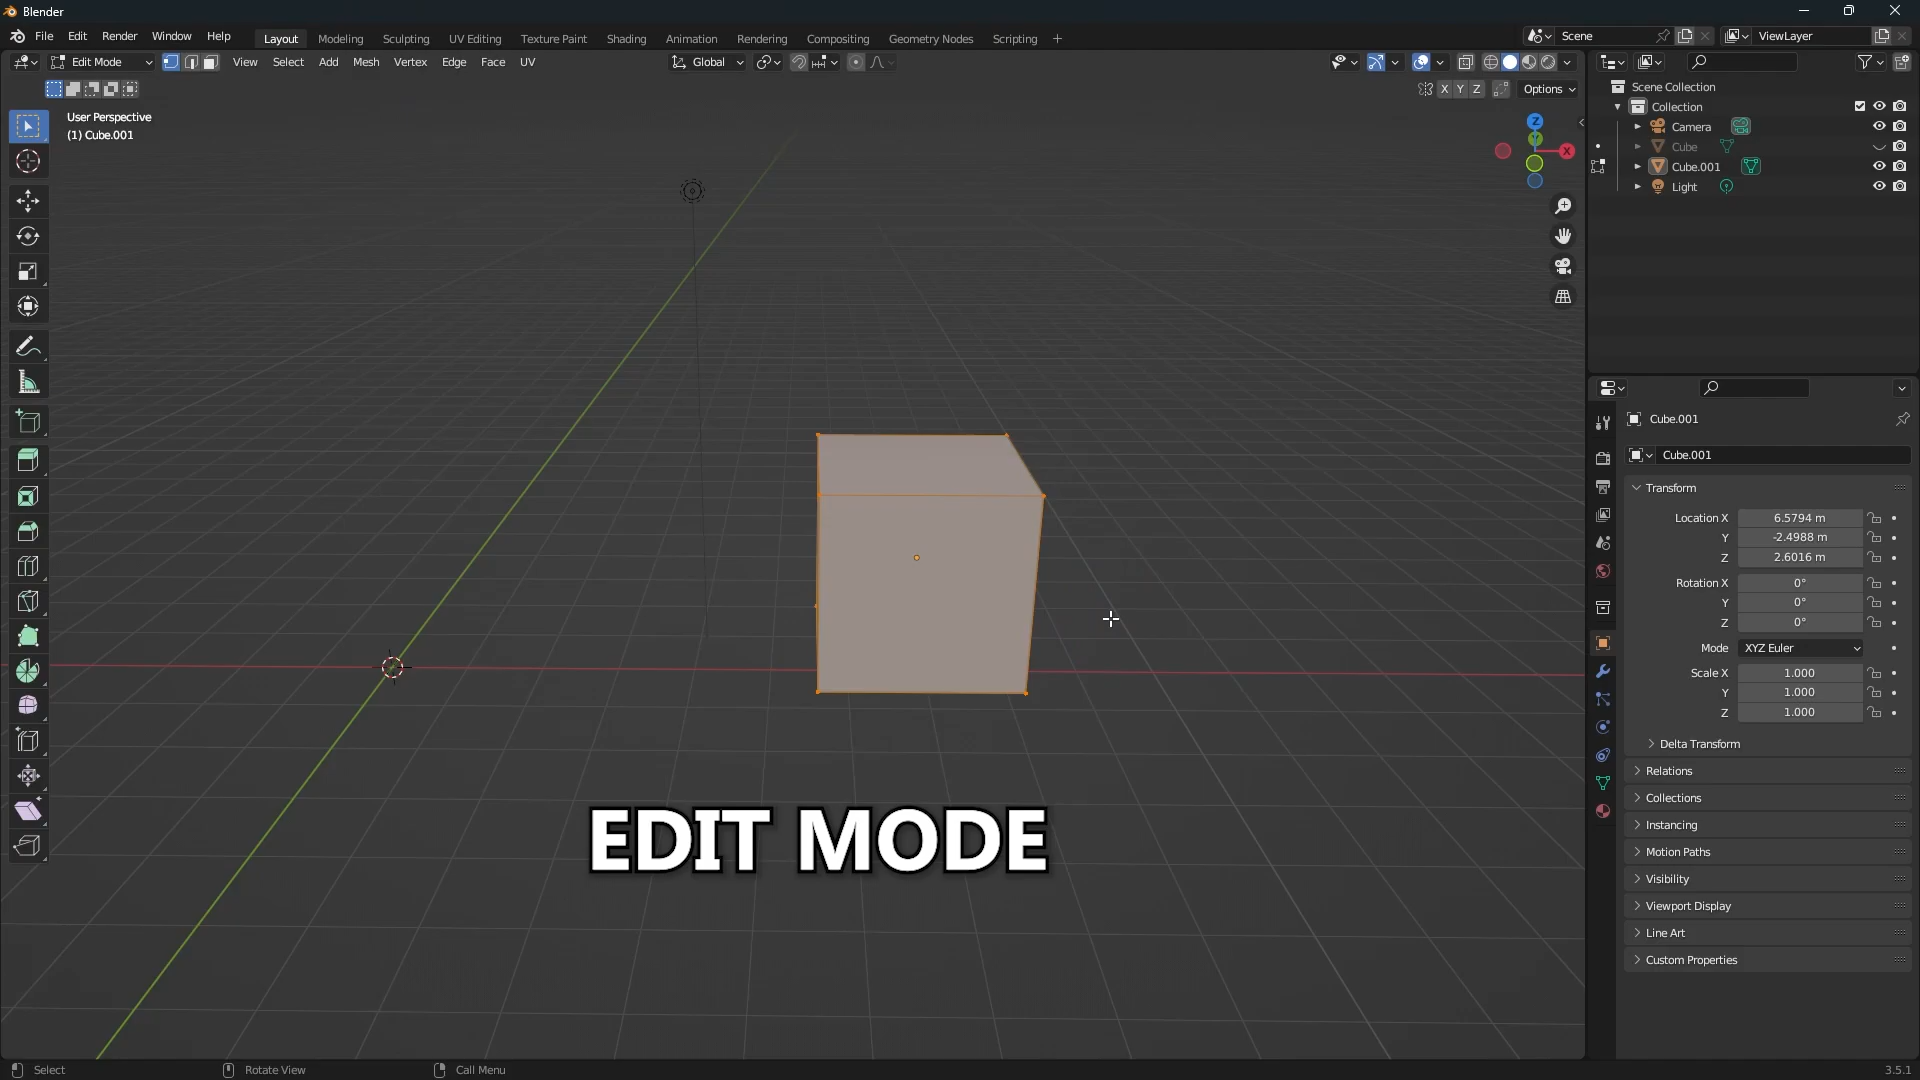 Blender
File Edit Render Window Help
Layout Modeling Sculpting UV Editing Texture Paint Shading Animation Rendering Compositing Geometry Nodes Scripting +
Scene
ViewLayer
Edit Mode
View Select Add Mesh Vertex Edge Face UV
Global
X Y Z
Options
User Perspective
(1) Cube.001
Z
Y
X
Scene Collection
Collection
Camera
Cube
Cube.001
Light
Cube.001
Cube.001
Transform
Location X 6.5794 m
Y -2.4988 m
Z 2.6016 m
Rotation X 0°
Y 0°
Z 0°
Mode XYZ Euler
Scale X 1.000
Y 1.000
Z 1.000
Delta Transform
Relations
Collections
Instancing
Motion Paths
Visibility
Viewport Display
Line Art
Custom Properties
EDIT MODE
Select Rotate View Call Menu
3.5.1